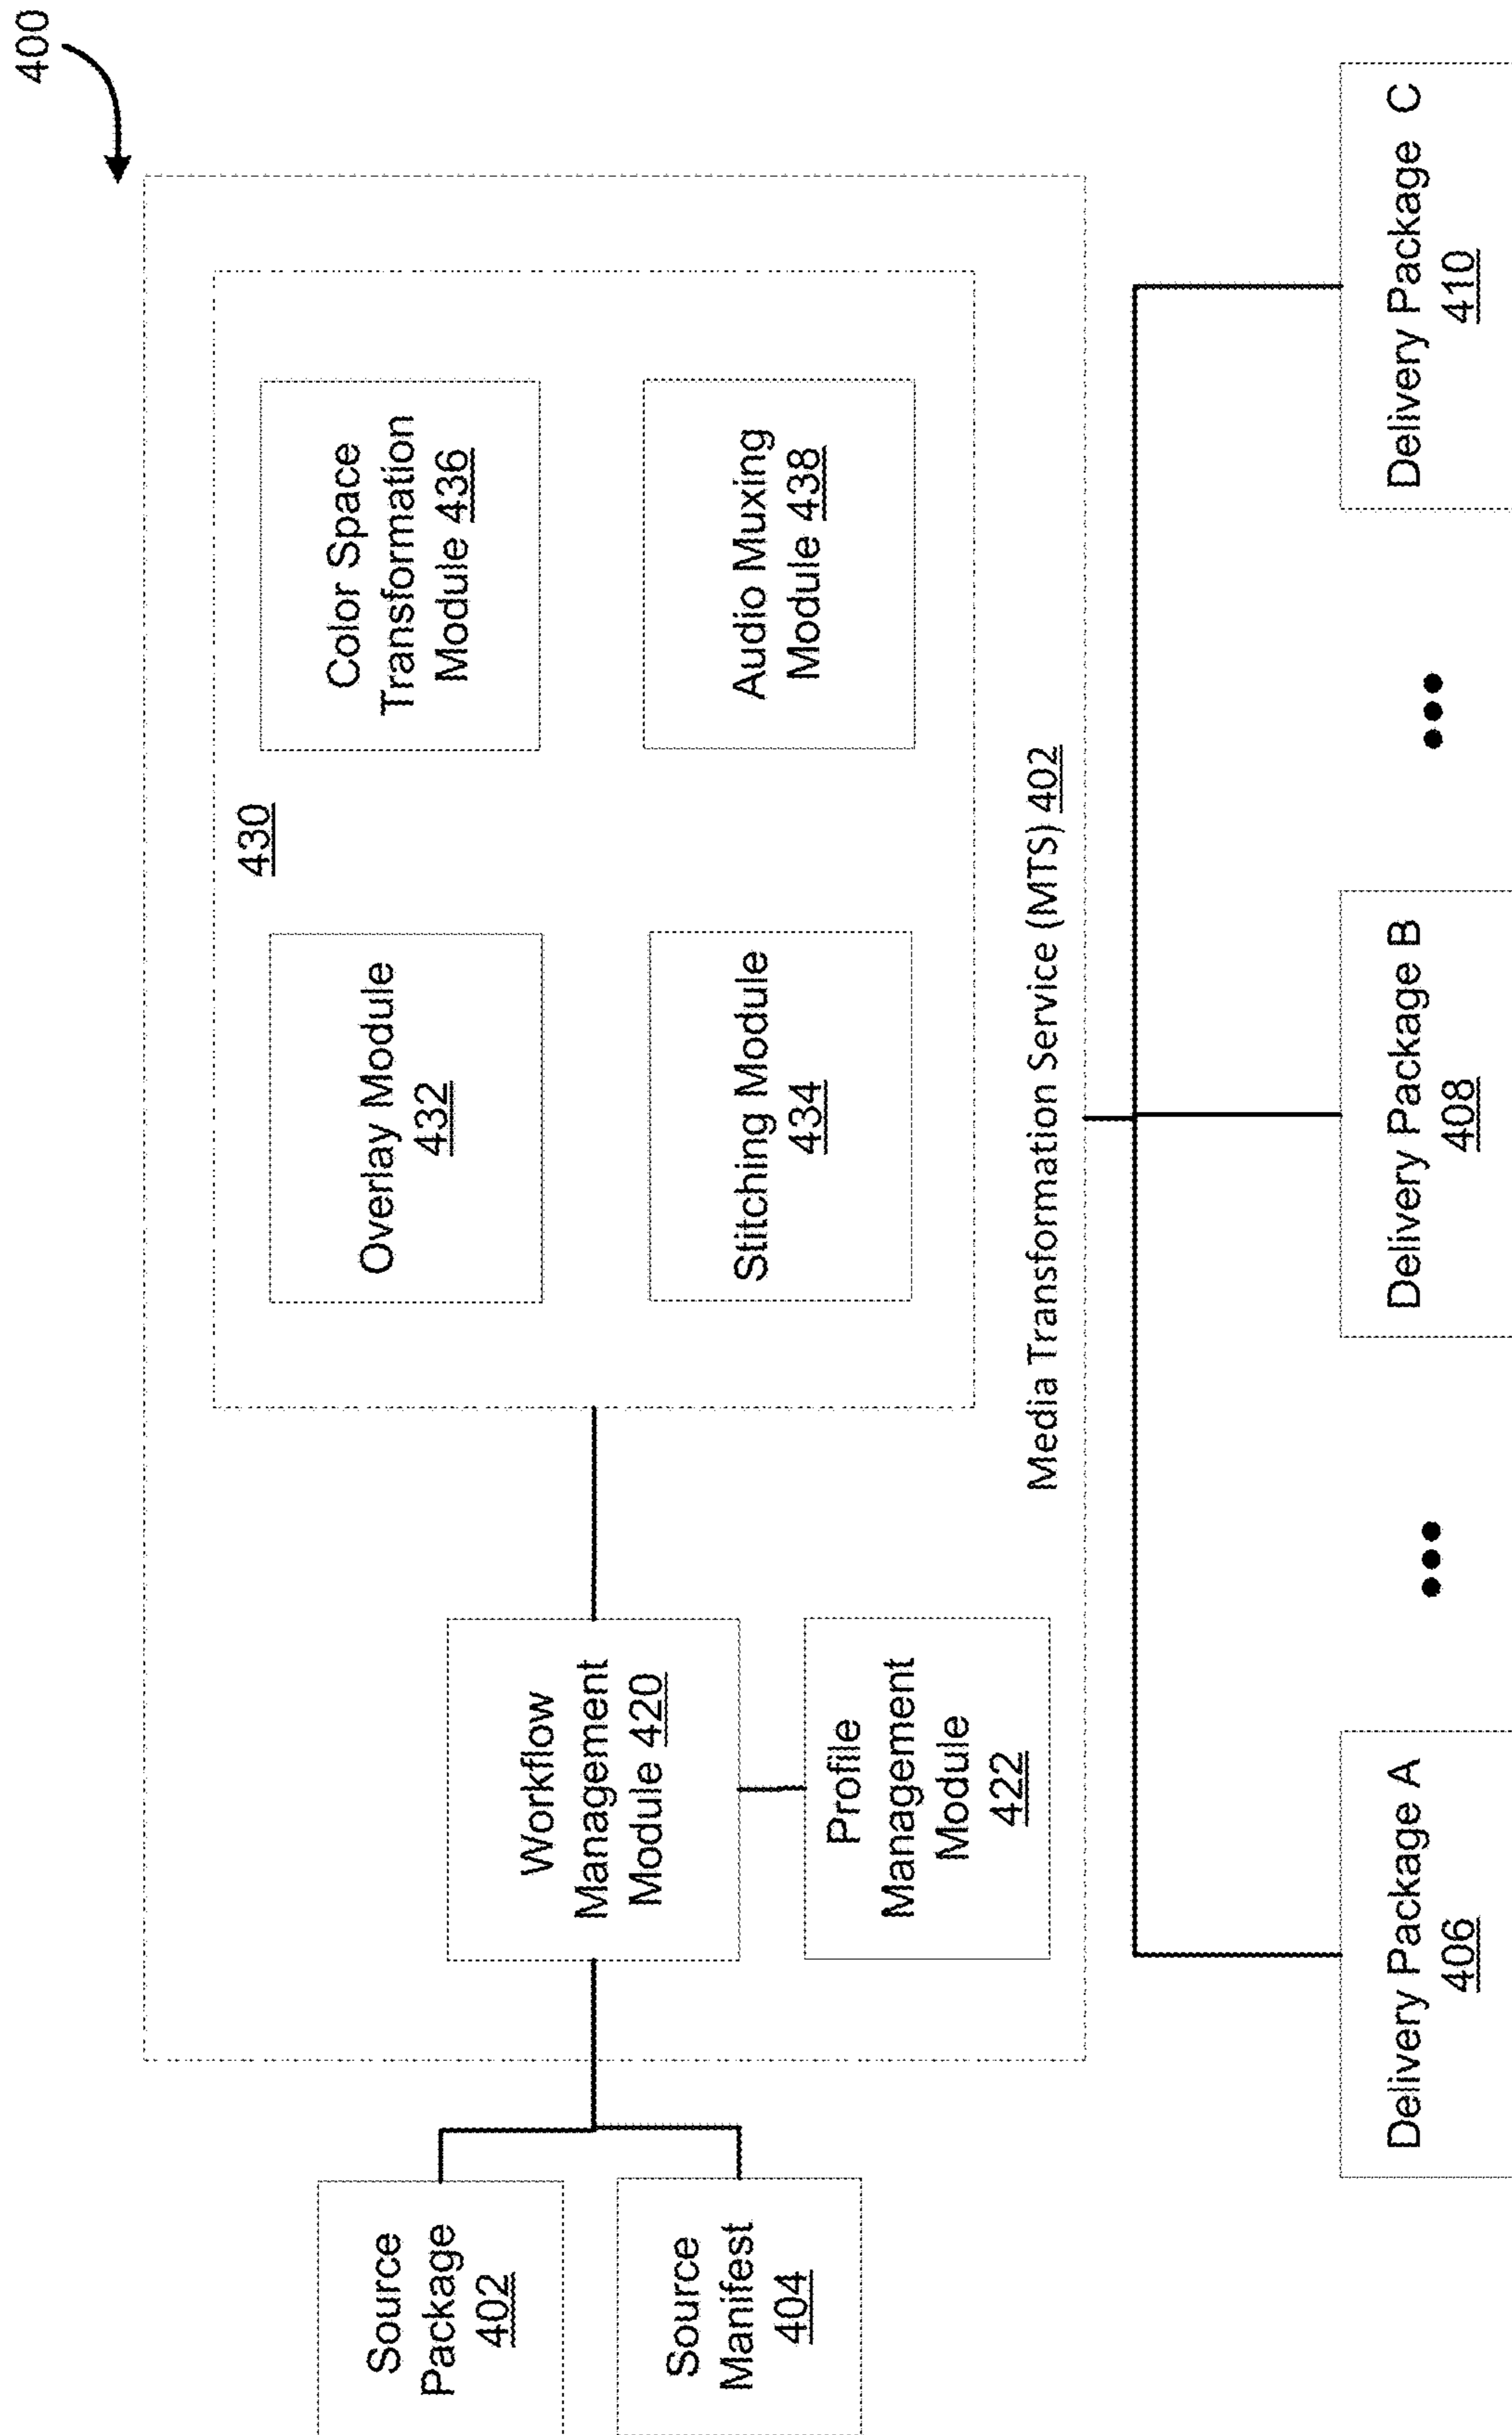 400
Source
Package
402
Source
Manifest
404
Workflow
Management
Module 420
Profile
Management
Module
422
430
Overlay Module
432
Color Space
Transformation
Module 436
Stitching Module
434
Audio Muxing
Module 438
Media Transformation Service (MTS) 402
Delivery Package A
406
Delivery Package B
408
Delivery Package C
410